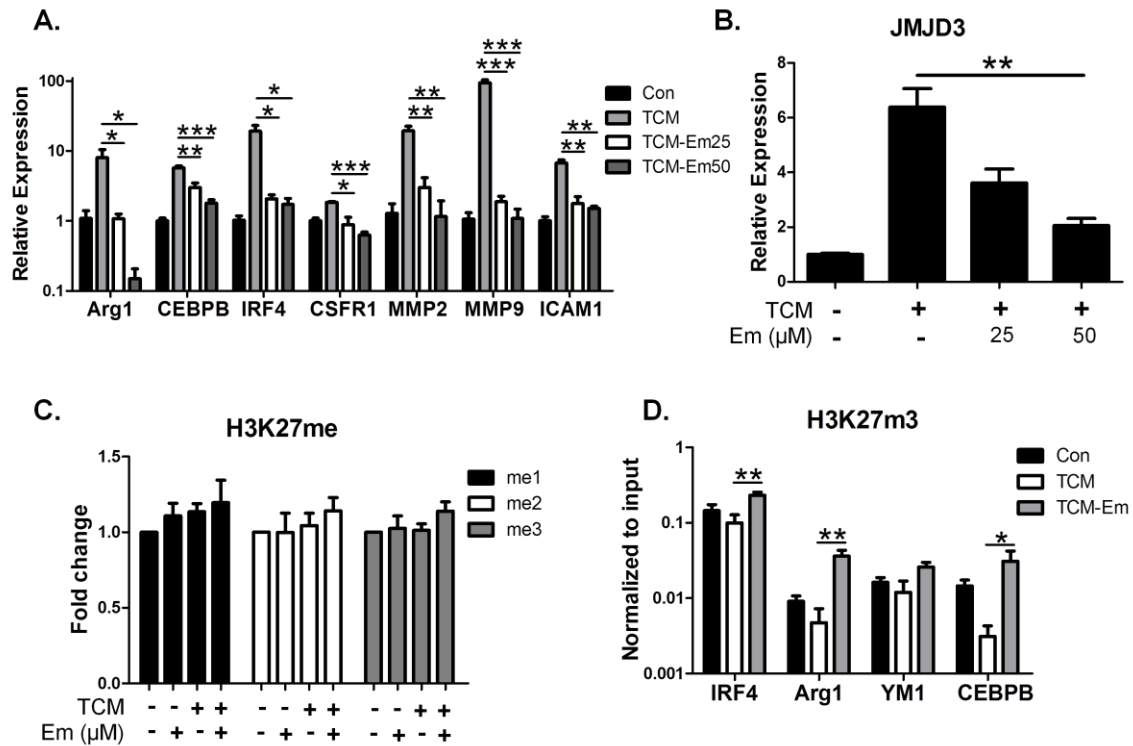 A.
Relative Expression
100
10
1
0.1
* *
*** **
* *
*** *
** **
*** ***
** **
Arg1 CEBPB IRF4 CSFR1 MMP2 MMP9 ICAM1
Con
TCM
TCM-Em25
TCM-Em50
B.
JMJD3
Relative Expression
8
6
4
2
0
**
TCM - + + +
Em (µM) - - 25 50
C.
H3K27me
Fold change
1.5
1.0
0.5
0.0
me1
me2
me3
TCM - - + + - - + + - - + +
Em (µM) - + - + - + - + - + - +
D.
H3K27m3
Normalized to input
1
0.1
0.01
0.001
**
**
*
IRF4 Arg1 YM1 CEBPB
Con
TCM
TCM-Em